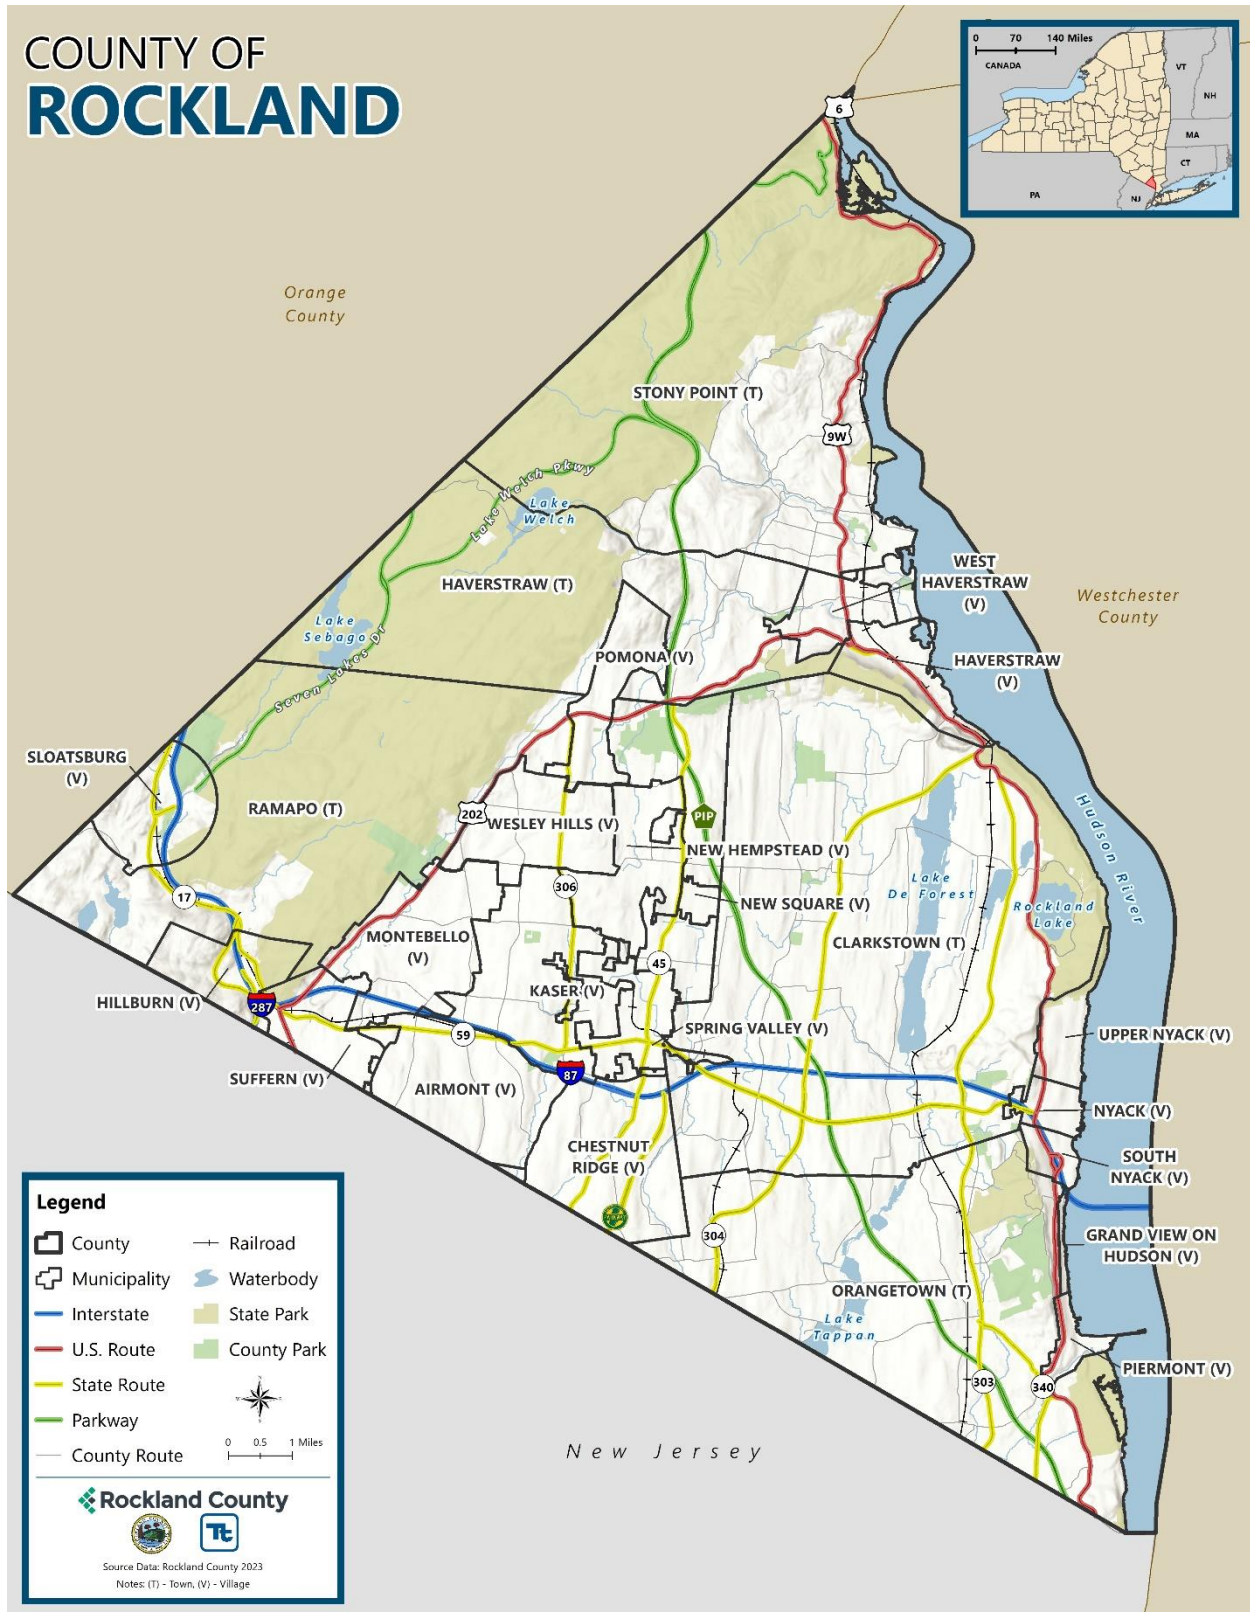 COUNTY OF
ROCKLAND
0 70 140 Miles
CANADA
VT
NH
MA
CT
PA
NJ
6
Orange
County
STONY POINT (T)
9W
Lake Welch Pkwy
Lake
Welch
HAVERSTRAW (T)
WEST
HAVERSTRAW
(V)
Westchester
County
Lake
Sebago
Seven Lakes Dr
POMONA (V)
HAVERSTRAW
(V)
SLOATSBURG
(V)
RAMAPO (T)
202
WESLEY HILLS (V)
PIP
Hudson River
NEW HEMPSTEAD (V)
17
306
NEW SQUARE (V)
Lake
De Forest
Rockland
Lake
MONTEBELLO
(V)
CLARKSTOWN (T)
45
KASER (V)
HILLBURN (V)
287
59
SPRING VALLEY (V)
UPPER NYACK (V)
SUFFERN (V)
87
AIRMONT (V)
NYACK (V)
CHESTNUT
RIDGE (V)
SOUTH
NYACK (V)
304
GRAND VIEW ON
HUDSON (V)
ORANGETOWN (T)
Lake
Tappan
PIERMONT (V)
303
340
New Jersey
Legend
County
Municipality
Interstate
U.S. Route
State Route
Parkway
County Route
Railroad
Waterbody
State Park
County Park
0 0.5 1 Miles
Rockland County
Tt
Source Data: Rockland County 2023
Notes: (T) - Town, (V) - Village